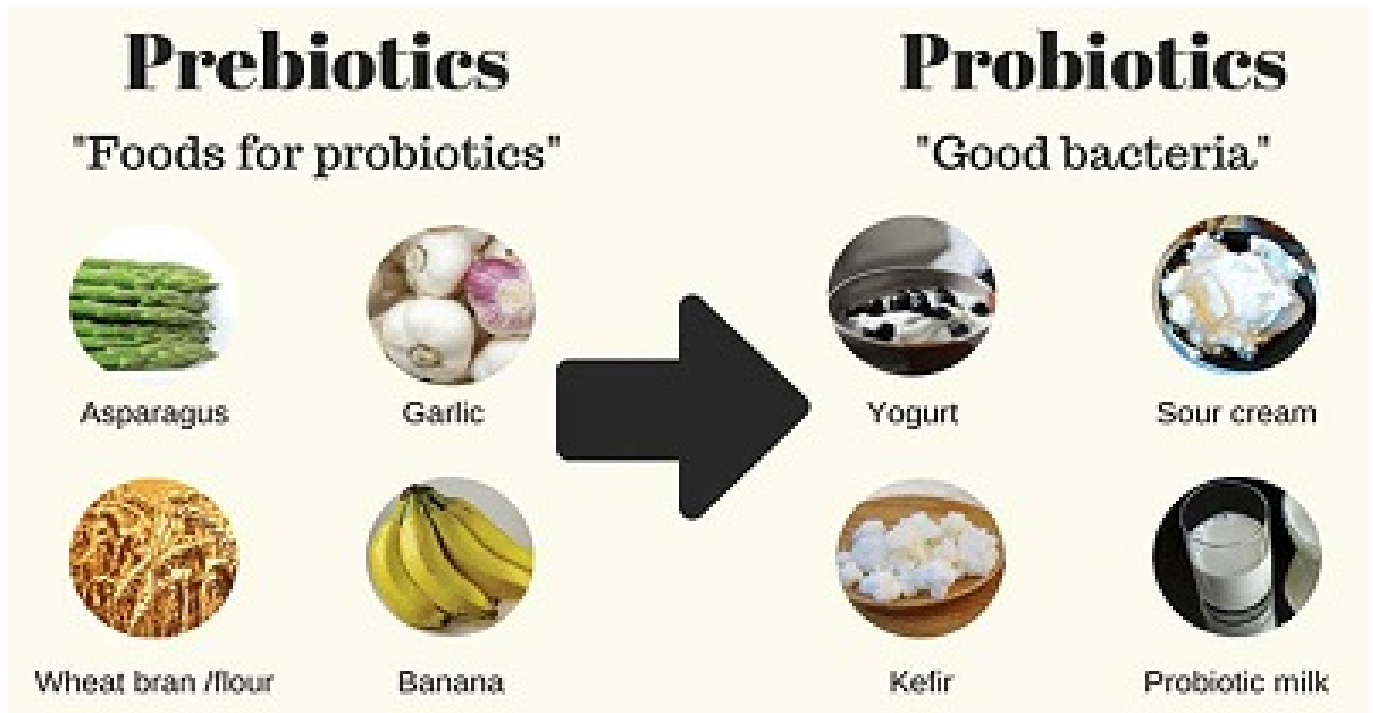 Prebiotics
"Foods for probiotics"
Asparagus
Garlic
Wheat bran /flour
Banana
Probiotics
"Good bacteria"
Yogurt
Sour cream
Kefir
Probiotic milk